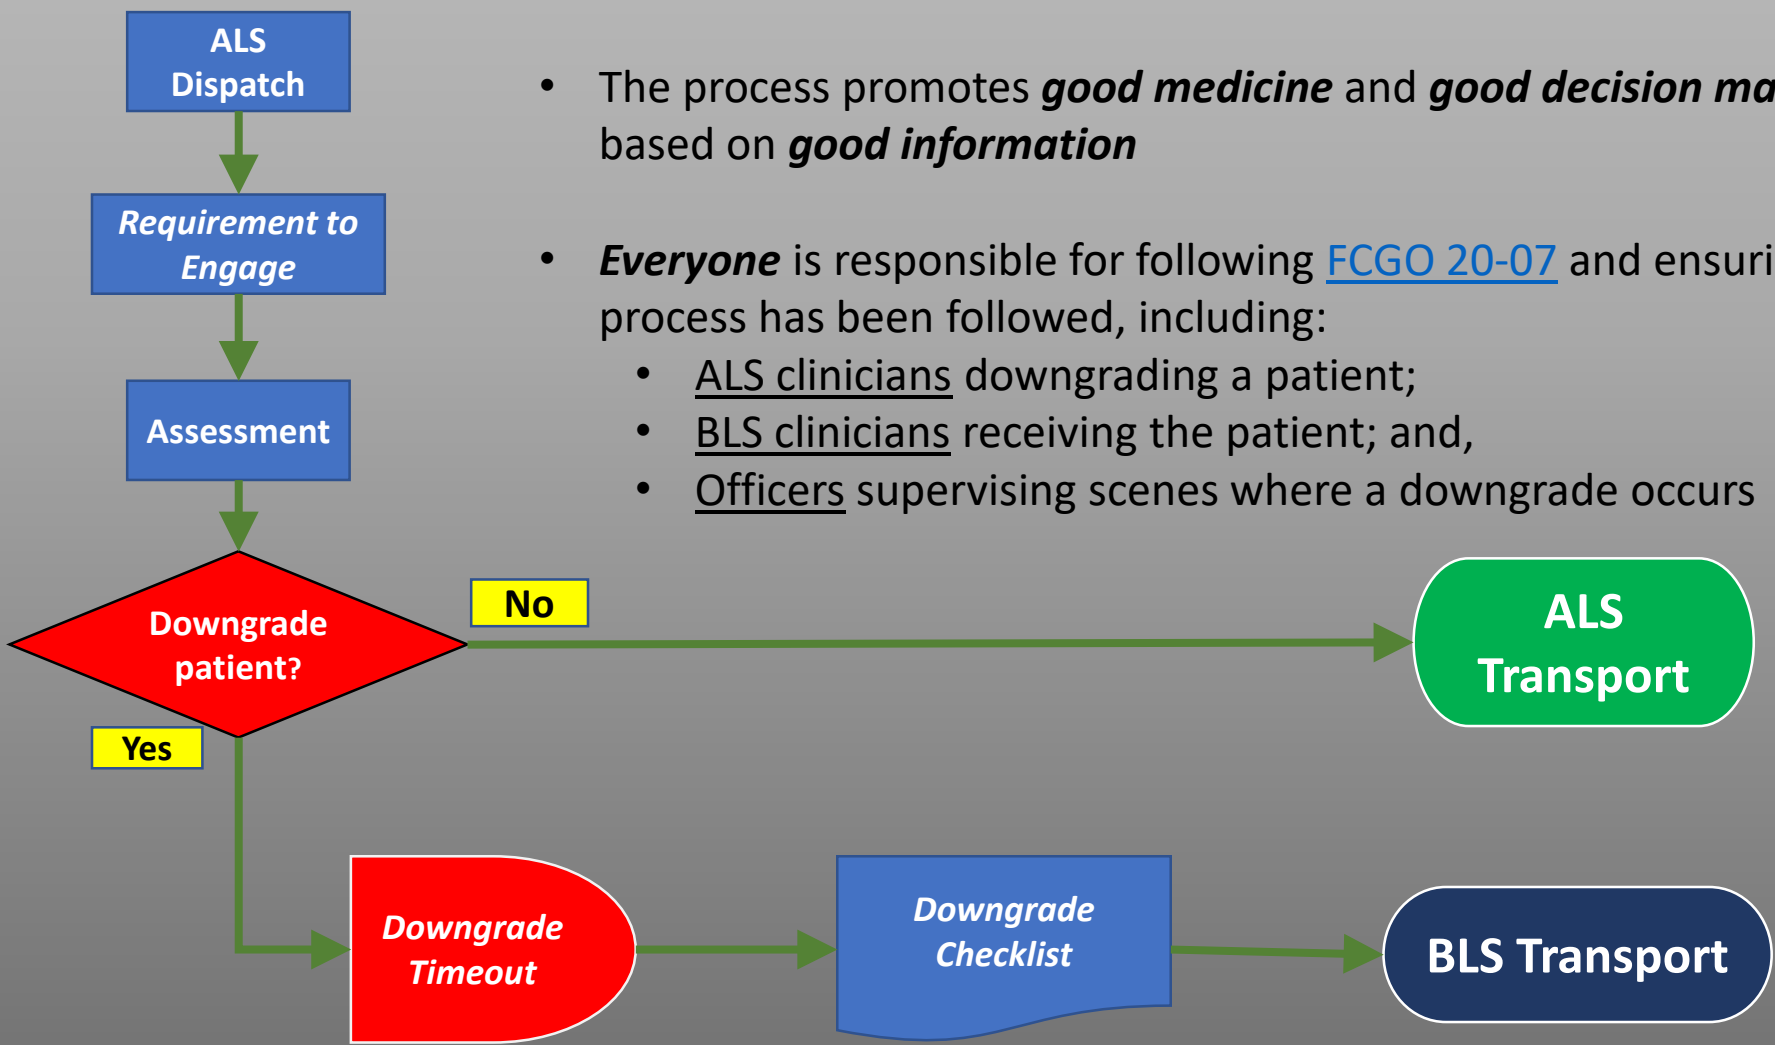 ALS
Dispatch
• The process promotes good medicine and good decision ma
based on good information
Requirement to
Engage
• Everyone is responsible for following FCGO 20-07 and ensuri
process has been followed, including:
• ALS clinicians downgrading a patient;
• BLS clinicians receiving the patient; and,
• Officers supervising scenes where a downgrade occurs
Assessment
Downgrade
patient?
No
ALS
Transport
Yes
Downgrade
Timeout
Downgrade
Checklist
BLS Transport